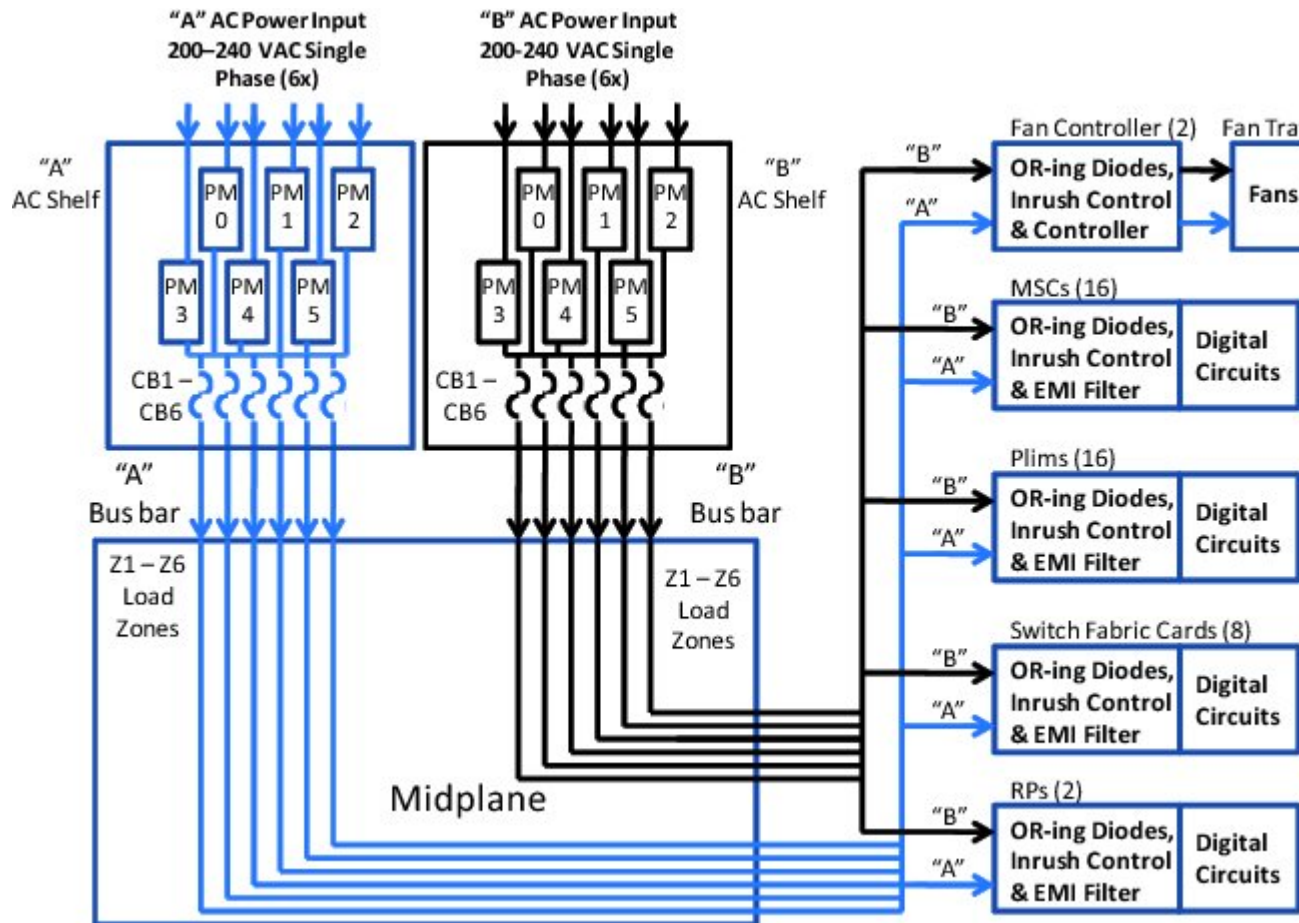 “A” AC Power Input
200–240 VAC Single
Phase (6x)
“B” AC Power Input
200-240 VAC Single
Phase (6x)
“A”
AC Shelf
PM
0
PM
1
PM
2
PM
3
PM
4
PM
5
CB1 –
CB6
“B”
AC Shelf
PM
0
PM
1
PM
2
PM
3
PM
4
PM
5
CB1 –
CB6
“A”
Bus bar
“B”
Bus bar
Z1 – Z6
Load
Zones
Z1 – Z6
Load
Zones
Midplane
Fan Controller (2)
Fan Tra
“B”
“A”
OR-ing Diodes,
Inrush Control
& Controller
Fans
MSCs (16)
“B”
“A”
OR-ing Diodes,
Inrush Control
& EMI Filter
Digital
Circuits
Plims (16)
“B”
“A”
OR-ing Diodes,
Inrush Control
& EMI Filter
Digital
Circuits
Switch Fabric Cards (8)
“B”
“A”
OR-ing Diodes,
Inrush Control
& EMI Filter
Digital
Circuits
RPs (2)
“B”
“A”
OR-ing Diodes,
Inrush Control
& EMI Filter
Digital
Circuits